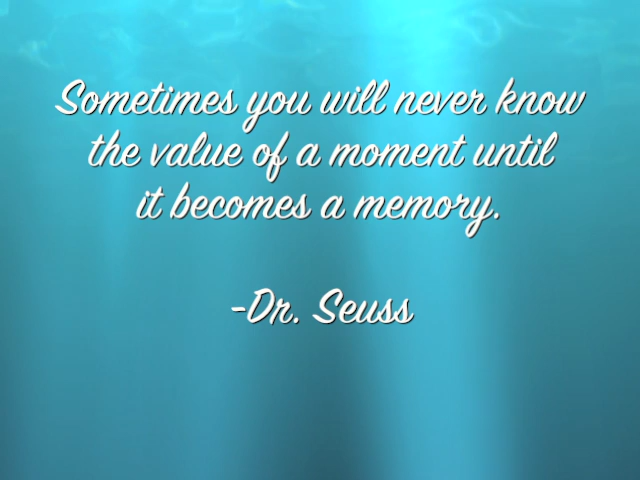 Sometimes you will never know
the value of a moment until
it becomes a memory.
-Dr. Seuss